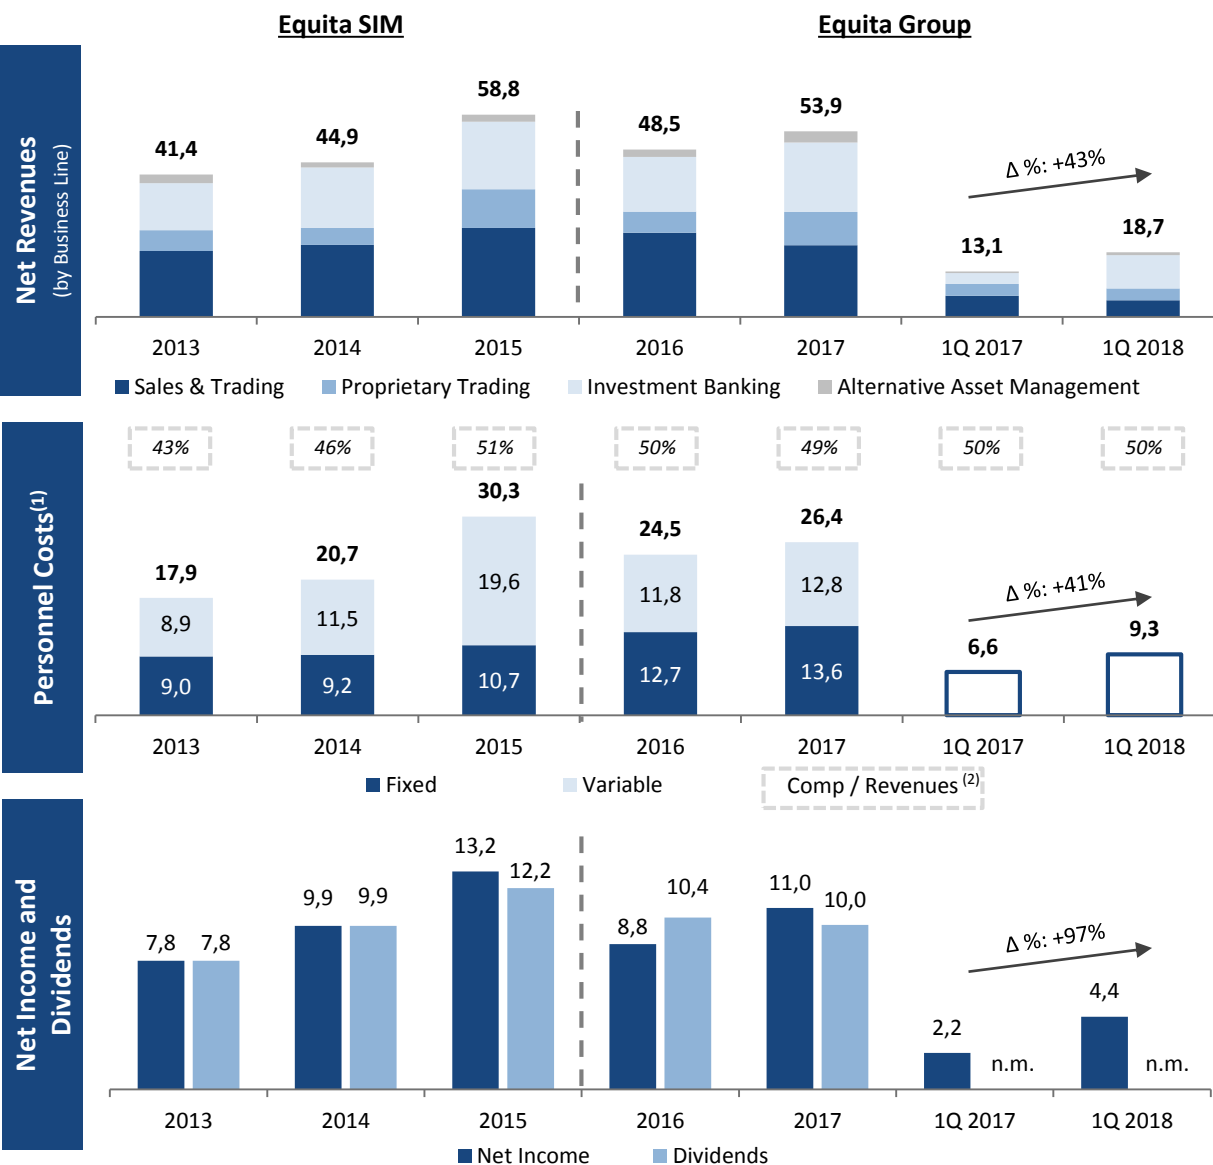 Equita SIM
Equita Group
Net Revenues
(by Business Line)
41,4
44,9
58,8
48,5
53,9
13,1
18,7
Δ %: +43%
2013
2014
2015
2016
2017
1Q 2017
1Q 2018
Sales & Trading
Proprietary Trading
Investment Banking
Alternative Asset Management
Personnel Costs(1)
43%
46%
51%
50%
49%
50%
50%
17,9
20,7
30,3
24,5
26,4
6,6
9,3
8,9
11,5
19,6
11,8
12,8
Δ %: +41%
9,0
9,2
10,7
12,7
13,6
2013
2014
2015
2016
2017
1Q 2017
1Q 2018
Fixed
Variable
Comp / Revenues (2)
Net Income and
Dividends
7,8
7,8
9,9
9,9
13,2
12,2
8,8
10,4
11,0
10,0
2,2
n.m.
4,4
n.m.
Δ %: +97%
2013
2014
2015
2016
2017
1Q 2017
1Q 2018
Net Income
Dividends